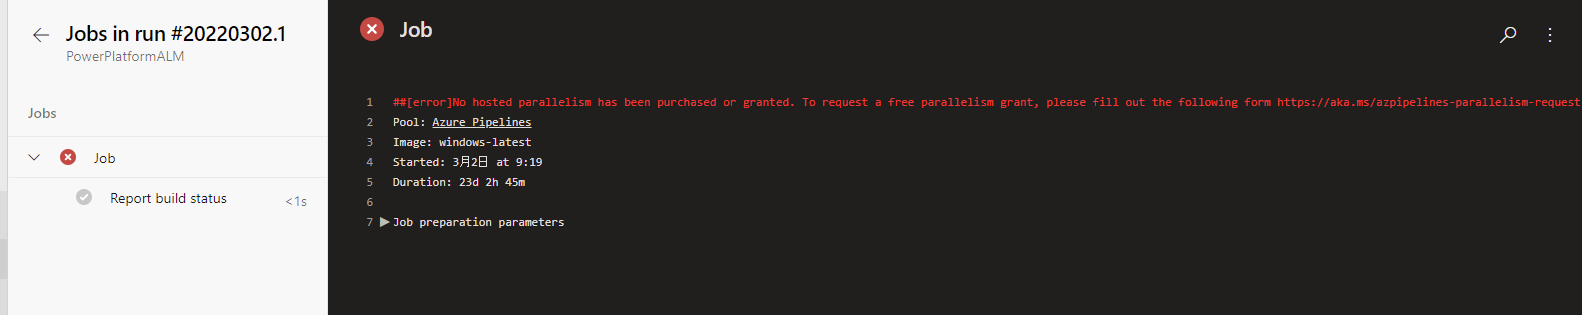 Jobs in run #20220302.1
PowerPlatformALM
Jobs
Job
Report build status
<1s
Job
1 ##[error]No hosted parallelism has been purchased or granted. To request a free parallelism grant, please fill out the following form https://aka.ms/azpipelines-parallelism-request
2 Pool: Azure Pipelines
3 Image: windows-latest
4 Started: 3月2日 at 9:19
5 Duration: 23d 2h 45m
6
7 Job preparation parameters